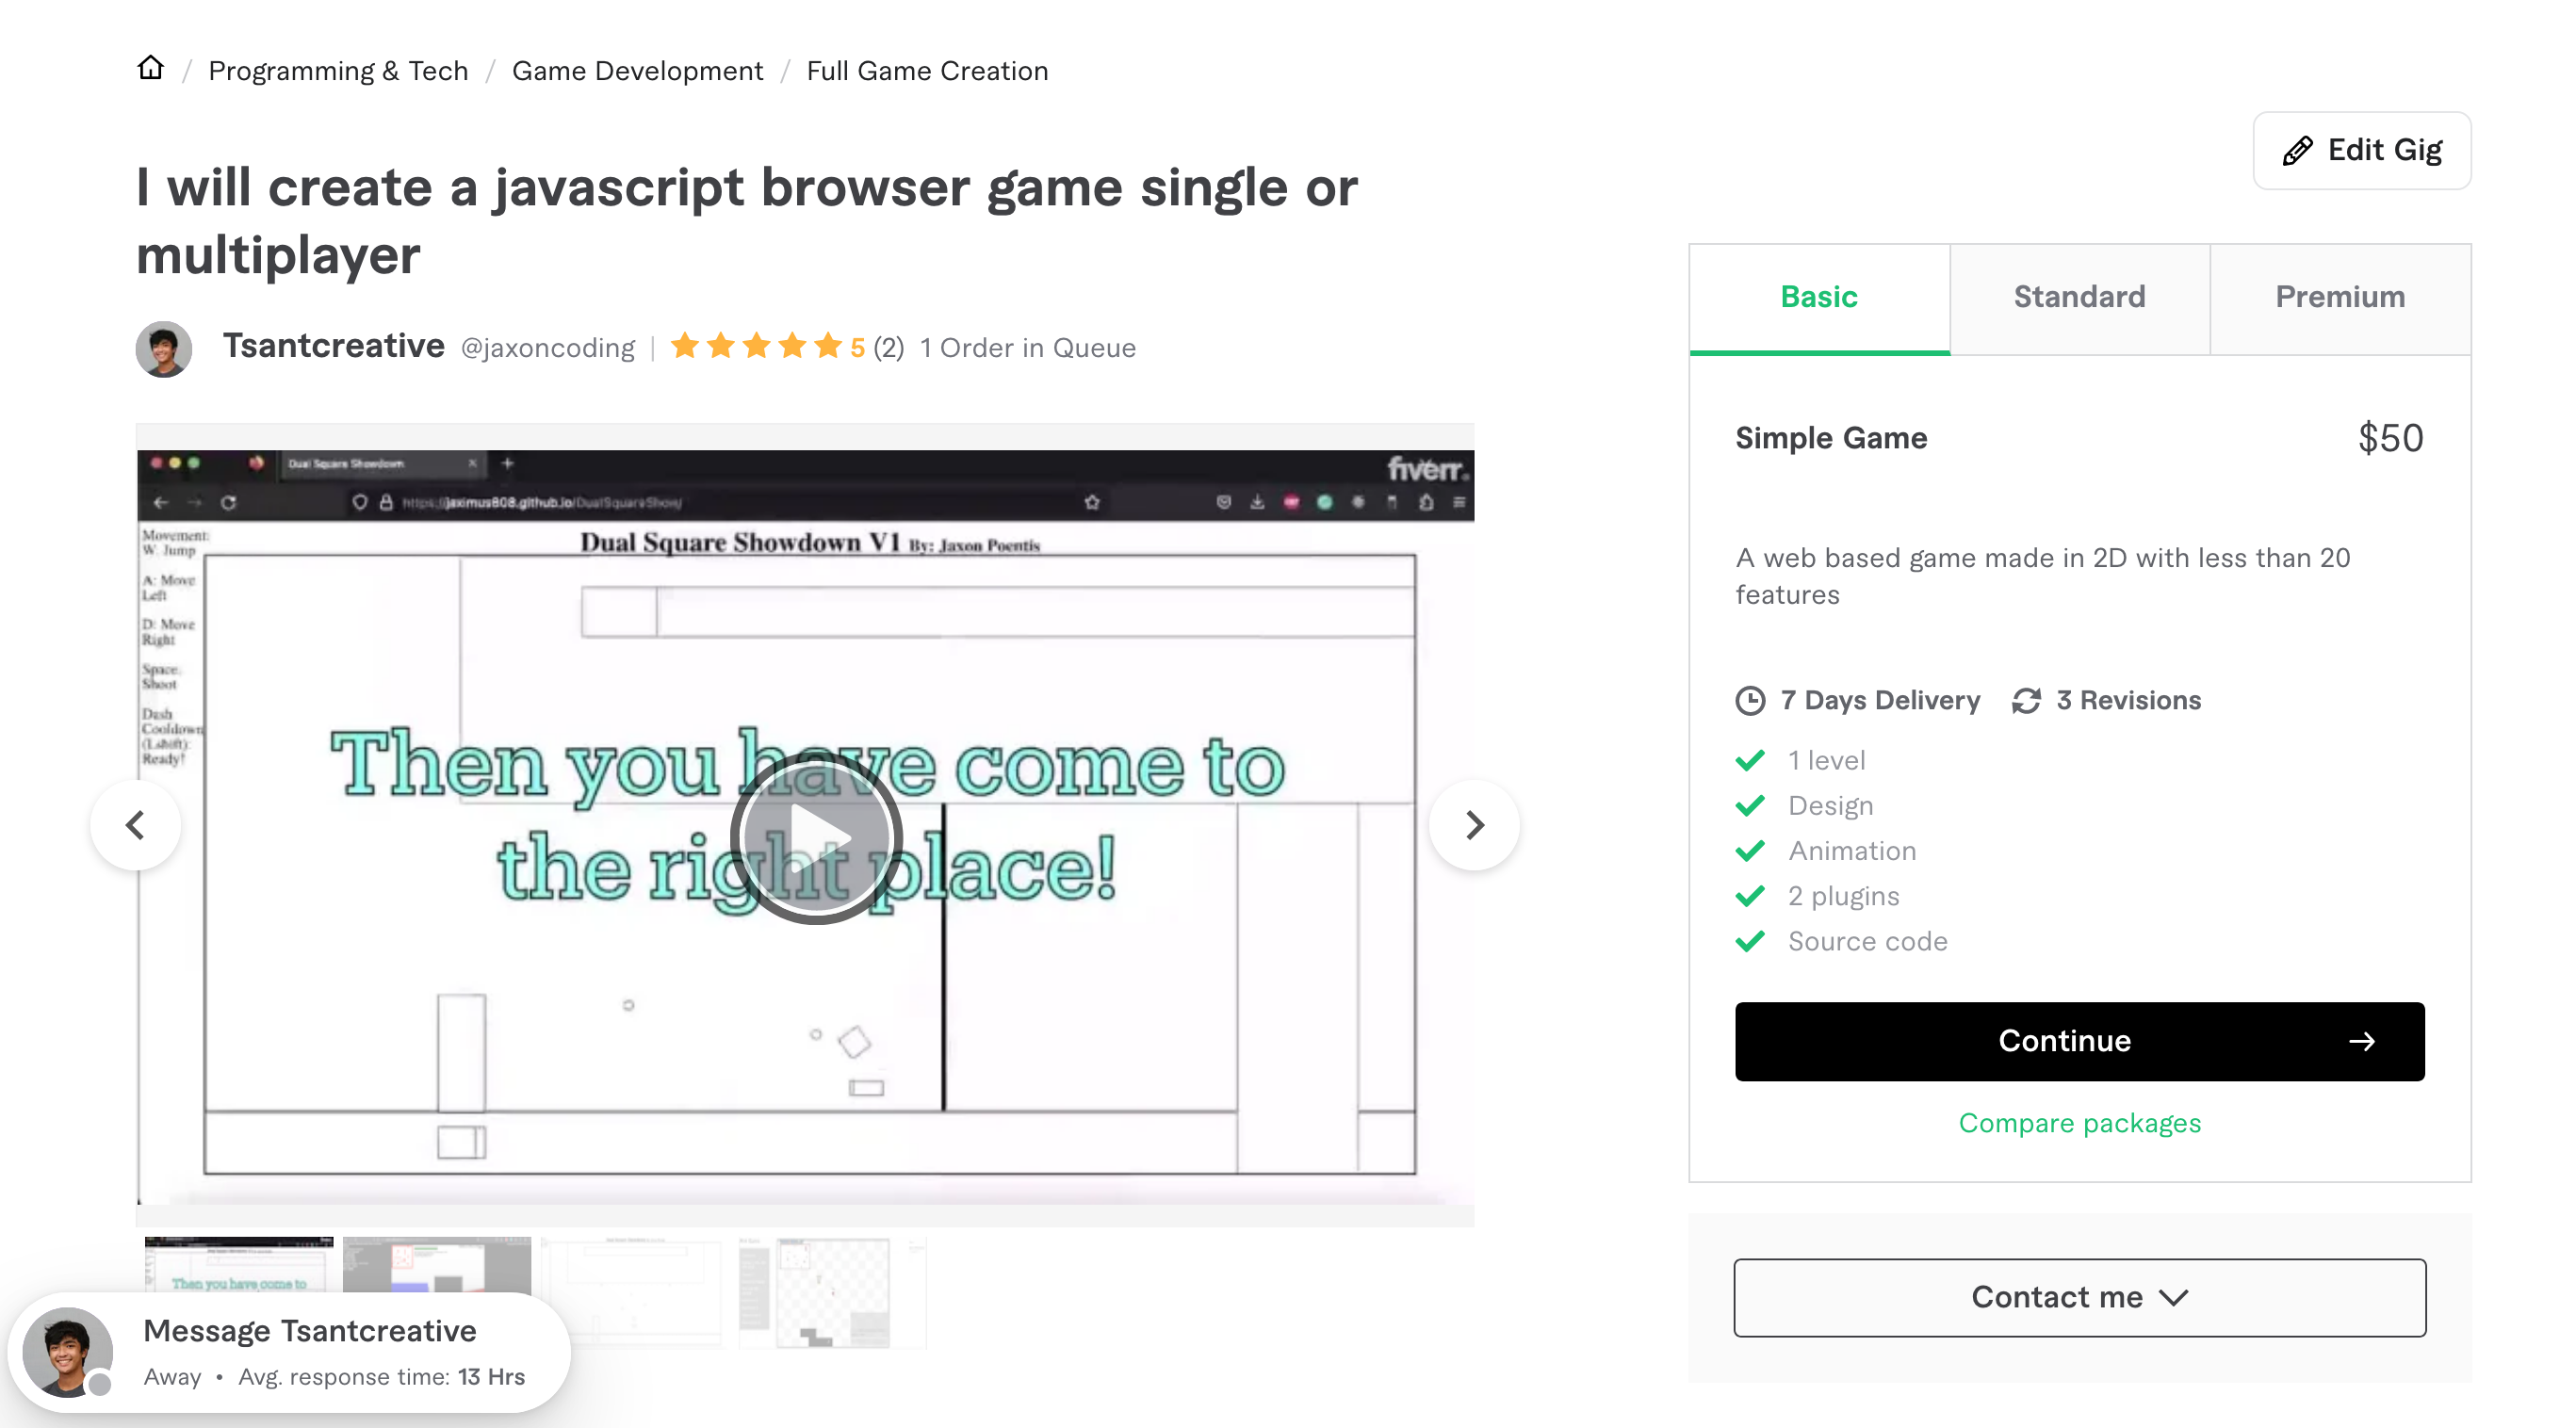 Programming & Tech / Game Development / Full Game Creation
Edit Gig
I will create a javascript browser game single or
multiplayer
Tsantcreative @jaxoncoding | 5 (2) 1 Order in Queue
Basic
Standard
Premium
Simple Game $50
A web based game made in 2D with less than 20
features
7 Days Delivery 3 Revisions
1 level
Design
Animation
2 plugins
Source code
Continue
Compare packages
Contact me
Dual Square Showdown
fiverr.
https://jaximus808.github.io/DualSquareShow/
Dual Square Showdown V1 By: Jaxon Poentis
Movement:
W: Jump
A: Move
Left
D: Move
Right
Space:
Shoot
Dash
Cooldown
(Lshift):
Ready!
Then you have come to
the right place!
Then you have come to
Message Tsantcreative
Away • Avg. response time: 13 Hrs